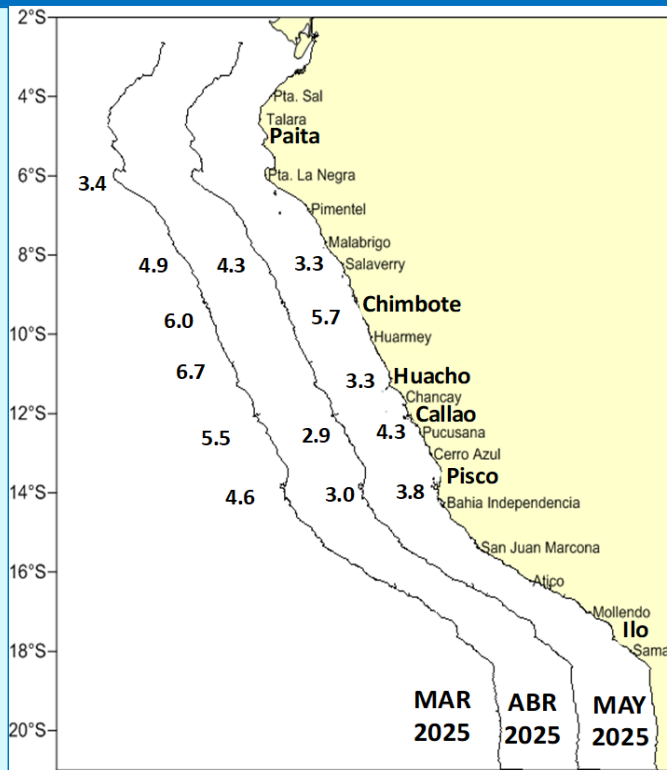 2°S
4°S
Pta. Sal
Talara
Paita
6°S
3.4
Pta. La Negra
Pimentel
Malabrigo
8°S
4.9
4.3
3.3
Salaverry
Chimbote
6.0
5.7
10°S
Huarmey
6.7
3.3
Huacho
Chancay
12°S
Callao
5.5
2.9
4.3
Pucusana
Cerro Azul
Pisco
14°S
4.6
3.0
3.8
Bahia Independencia
San Juan Marcona
16°S
Atico
Mollendo
Ilo
18°S
Sama
MAR
2025
ABR
2025
MAY
2025
20°S